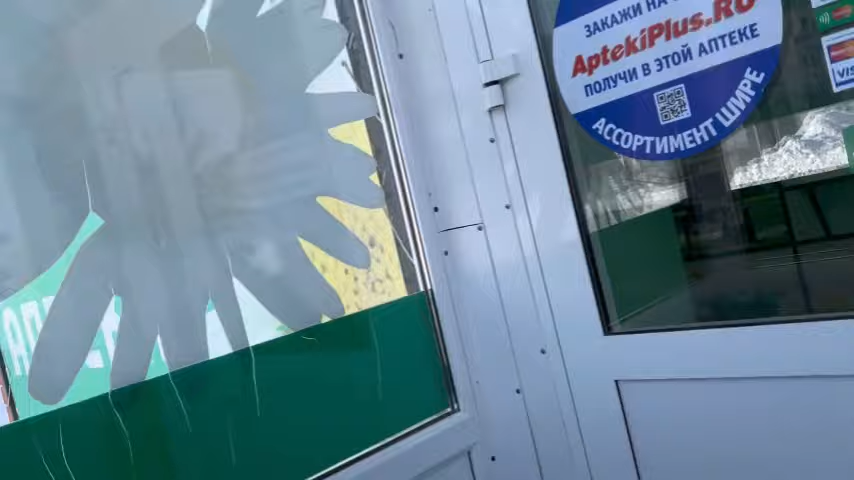 ЗАКАЖИ НА
AptekiPlus.RU
ПОЛУЧИ В ЭТОЙ АПТЕКЕ
АССОРТИМЕНТ ШИРЕ
VISA